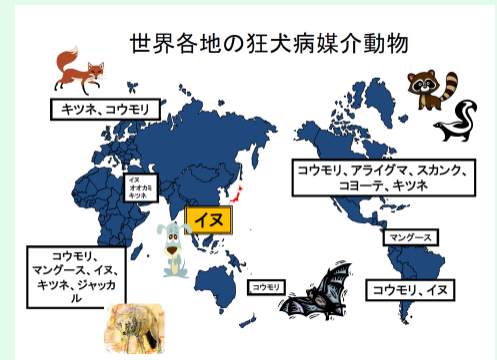 世界各地の狂犬病媒介動物
キツネ、コウモリ
コウモリ、アライグマ、スカンク、
コヨーテ、キツネ
イヌ
オオカミ
キツネ
イヌ
マングース
コウモリ、
マングース、イヌ、
キツネ、ジャッカ
ル
コウモリ
コウモリ、イヌ